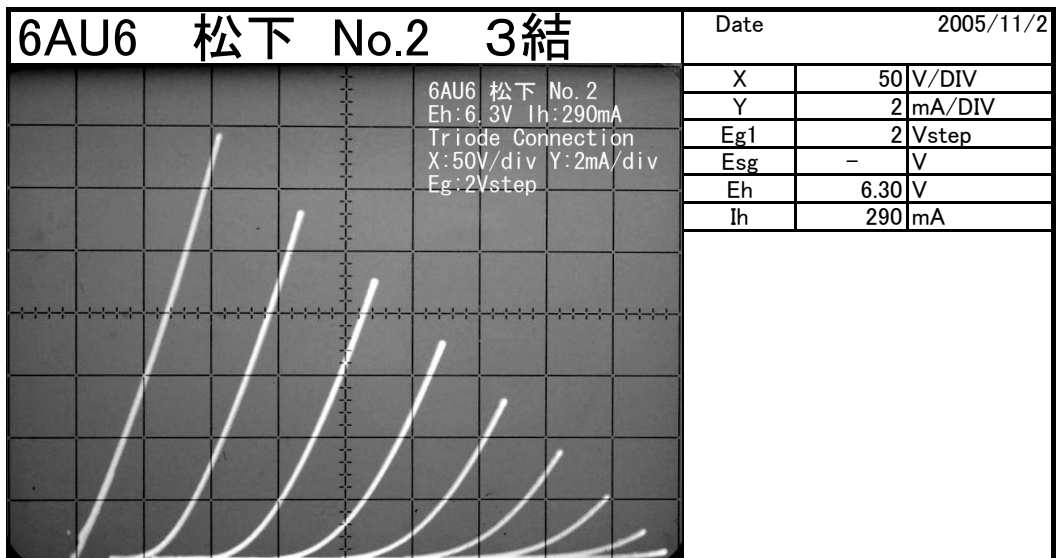 6AU6 松下 No.2 3結
Date 2005/11/2
6AU6 松下 No.2
Eh:6.3V Ih:290mA
Triode Connection
X:50V/div Y:2mA/div
Eg:2Vstep
X 50 V/DIV
Y 2 mA/DIV
Eg1 2 Vstep
Esg − V
Eh 6.30 V
Ih 290 mA